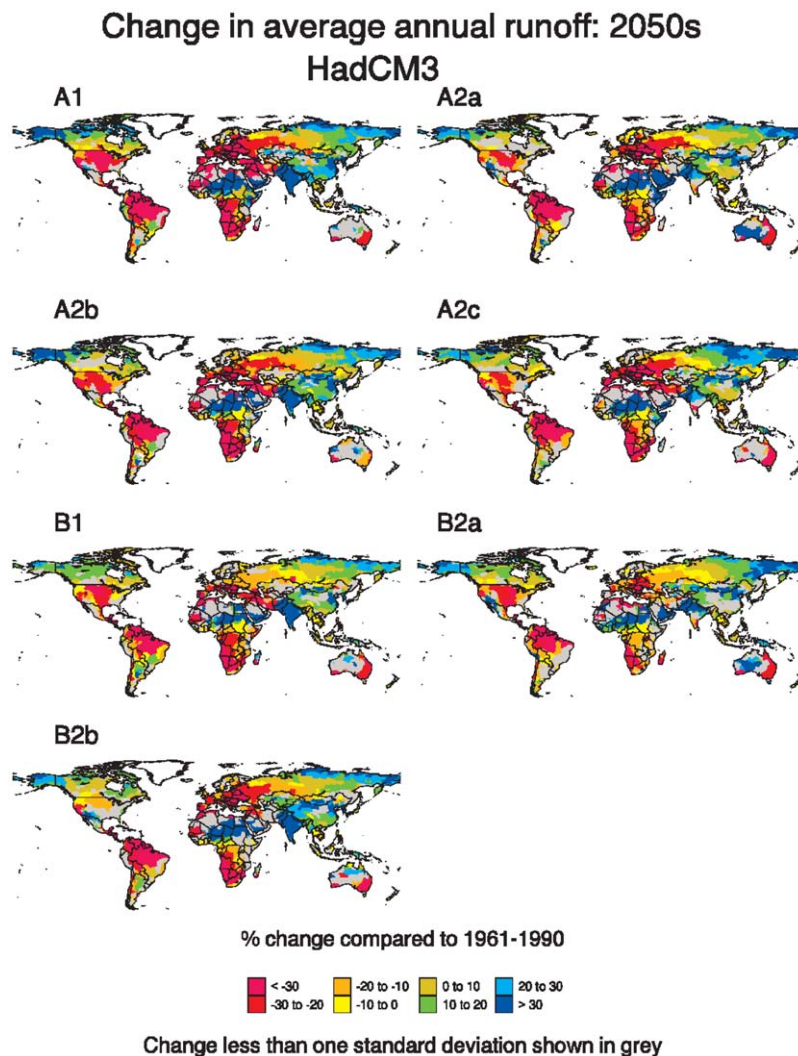 Change in average annual runoff: 2050s
HadCM3
A1
A2a
A2b
A2c
B1
B2a
B2b
% change compared to 1961-1990
< -30
-20 to -10
0 to 10
20 to 30
-30 to -20
-10 to 0
10 to 20
> 30
Change less than one standard deviation shown in grey